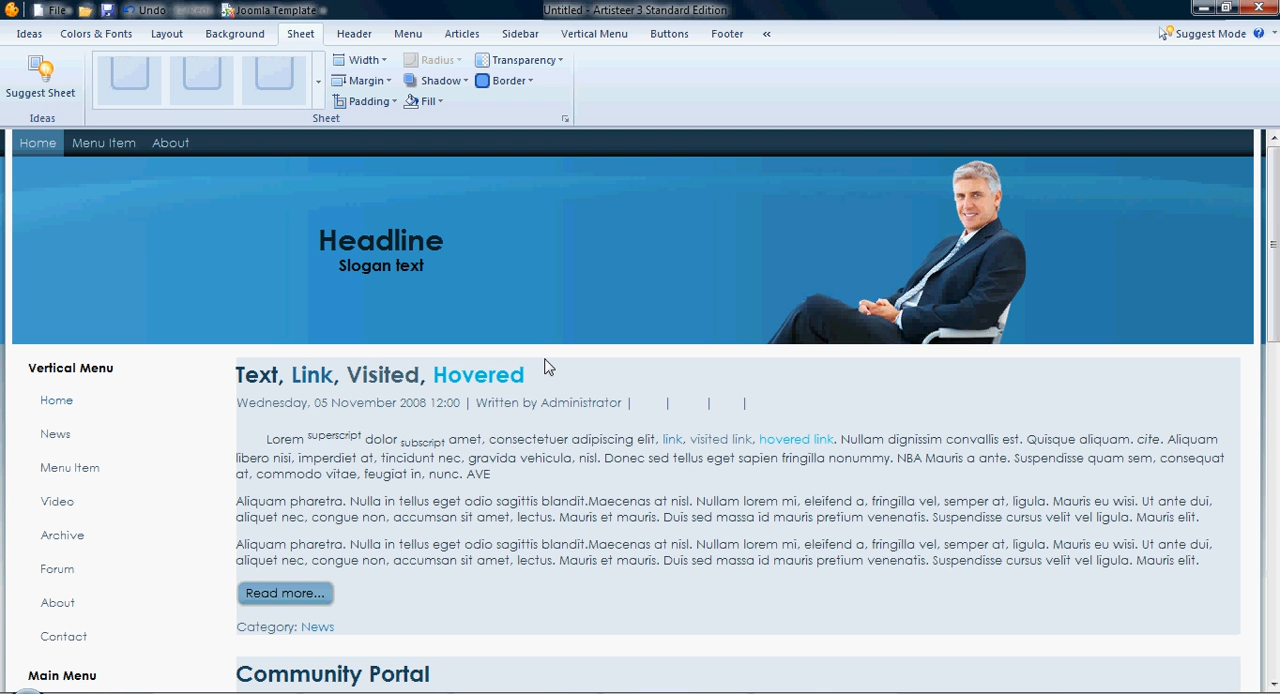 File Undo Redo Joomla Template Untitled - Artisteer 3 Standard Edition
Ideas Colors & Fonts Layout Background Sheet Header Menu Articles Sidebar Vertical Menu Buttons Footer « Suggest Mode ?
Suggest Sheet
Width Radius Transparency
Margin Shadow Border
Padding Fill
Ideas Sheet
Home Menu Item About
Headline
Slogan text
Vertical Menu
Home
News
Menu Item
Video
Archive
Forum
About
Contact
Main Menu
Text, Link, Visited, Hovered
Wednesday, 05 November 2008 12:00 | Written by Administrator | | | |
Lorem superscript dolor subscript amet, consectetuer adipiscing elit, link, visited link, hovered link. Nullam dignissim convallis est. Quisque aliquam. cite. Aliquam
libero nisi, imperdiet at, tincidunt nec, gravida vehicula, nisl. Donec sed tellus eget sapien fringilla nonummy. NBA Mauris a ante. Suspendisse quam sem, consequat
at, commodo vitae, feugiat in, nunc. AVE
Aliquam pharetra. Nulla in tellus eget odio sagittis blandit.Maecenas at nisl. Nullam lorem mi, eleifend a, fringilla vel, semper at, ligula. Mauris eu wisi. Ut ante dui,
aliquet nec, congue non, accumsan sit amet, lectus. Mauris et mauris. Duis sed massa id mauris pretium venenatis. Suspendisse cursus velit vel ligula. Mauris elit.
Aliquam pharetra. Nulla in tellus eget odio sagittis blandit.Maecenas at nisl. Nullam lorem mi, eleifend a, fringilla vel, semper at, ligula. Mauris eu wisi. Ut ante dui,
aliquet nec, congue non, accumsan sit amet, lectus. Mauris et mauris. Duis sed massa id mauris pretium venenatis. Suspendisse cursus velit vel ligula. Mauris elit.
Read more...
Category: News
Community Portal